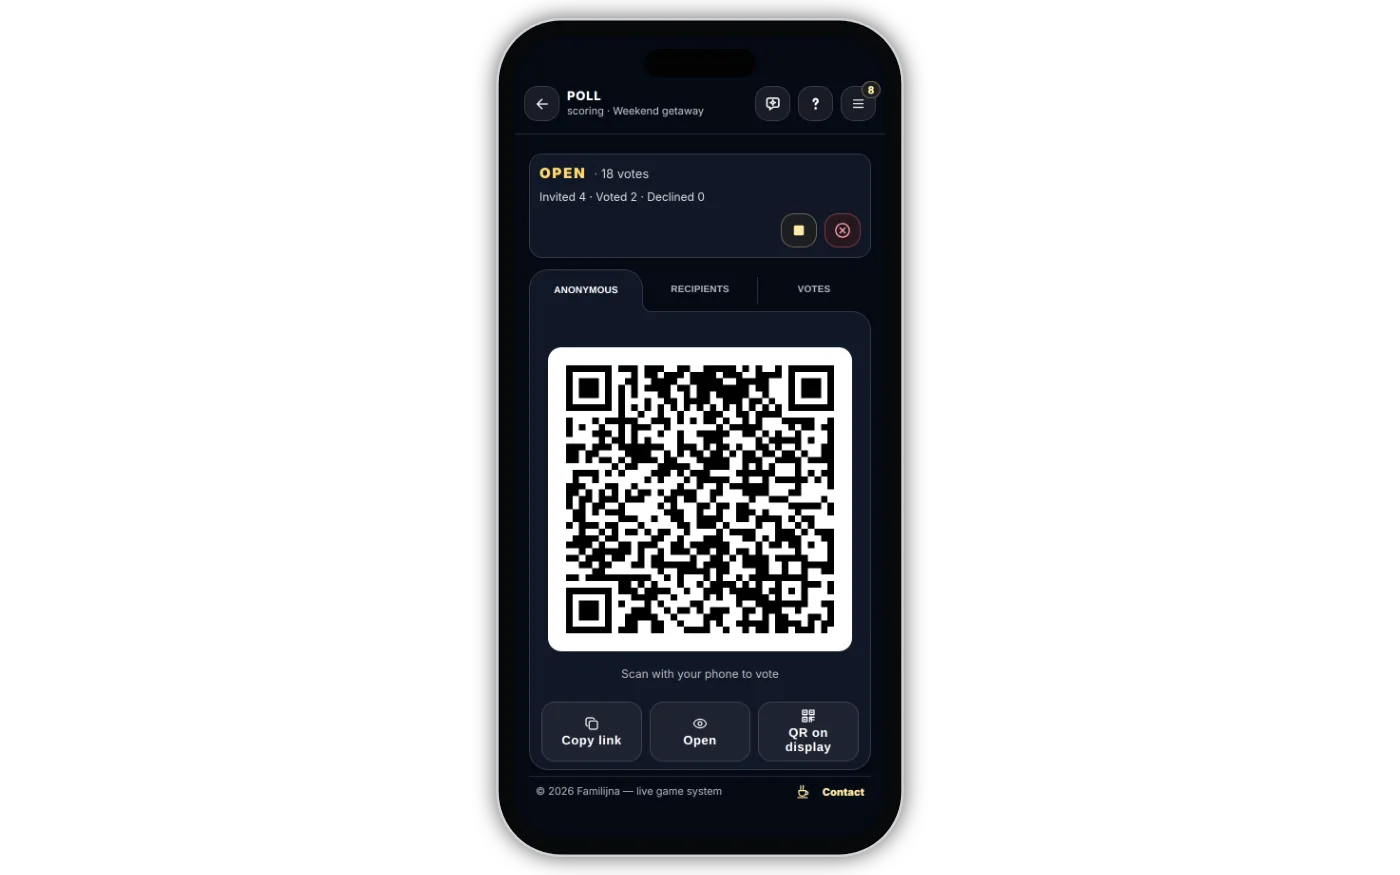 POLL
scoring · Weekend getaway
8
OPEN · 18 votes
Invited 4 · Voted 2 · Declined 0
ANONYMOUS
RECIPIENTS
VOTES
Scan with your phone to vote
Copy link
Open
QR on
display
© 2026 Familijna — live game system
Contact